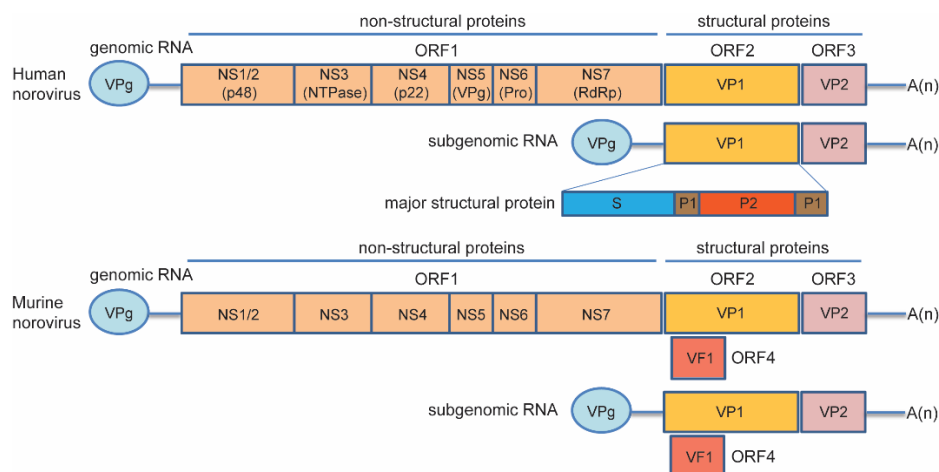 non-structural proteins structural proteins
genomic RNA ORF1 ORF2 ORF3
Human norovirus
VPg
NS1/2 (p48)
NS3 (NTPase)
NS4 (p22)
NS5 (VPg)
NS6 (Pro)
NS7 (RdRp)
VP1
VP2
A(n)
subgenomic RNA VPg VP1 VP2 A(n)
major structural protein S P1 P2 P1
non-structural proteins structural proteins
genomic RNA ORF1 ORF2 ORF3
Murine norovirus
VPg
NS1/2 NS3 NS4 NS5 NS6 NS7 VP1 VP2 A(n)
VF1 ORF4
subgenomic RNA VPg VP1 VP2 A(n)
VF1 ORF4